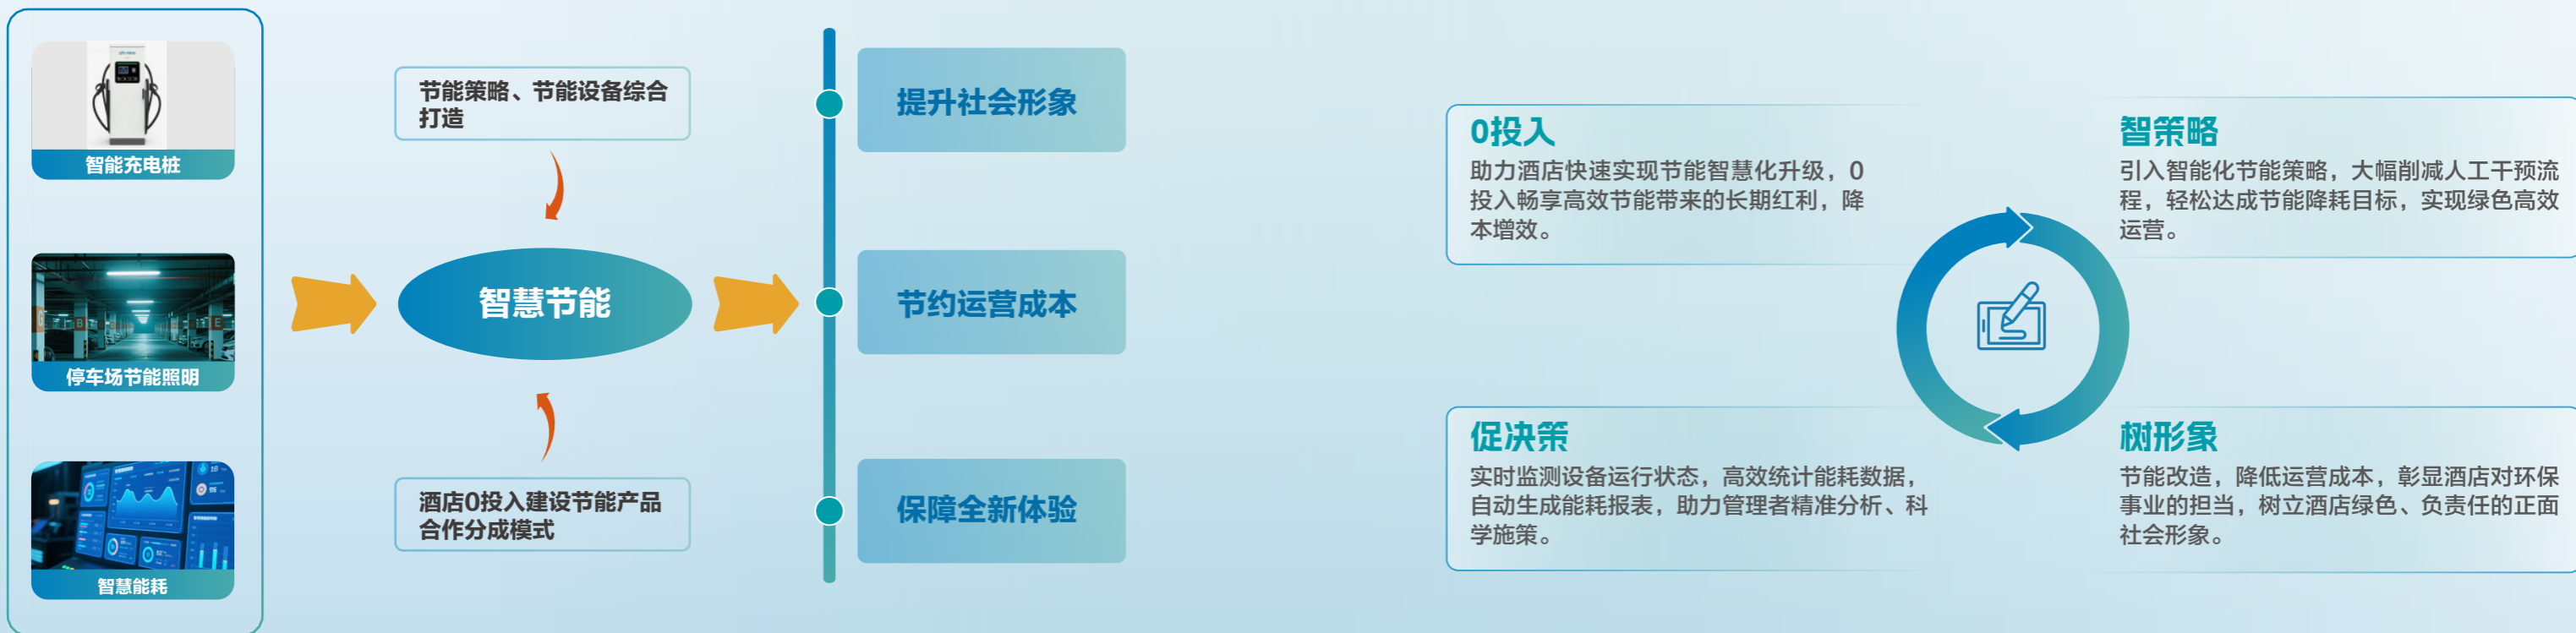 智能充电桩
停车场节能照明
智慧能耗
节能策略、节能设备综合
打造
智慧节能
酒店0投入建设节能产品
合作分成模式
提升社会形象
节约运营成本
保障全新体验
0投入
助力酒店快速实现节能智慧化升级，0
投入畅享高效节能带来的长期红利，降
本增效。
智策略
引入智能化节能策略，大幅削减人工干预流
程，轻松达成节能降耗目标，实现绿色高效
运营。
促决策
实时监测设备运行状态，高效统计能耗数据，
自动生成能耗报表，助力管理者精准分析、科
学施策。
树形象
节能改造，降低运营成本，彰显酒店对环保
事业的担当，树立酒店绿色、负责任的正面
社会形象。